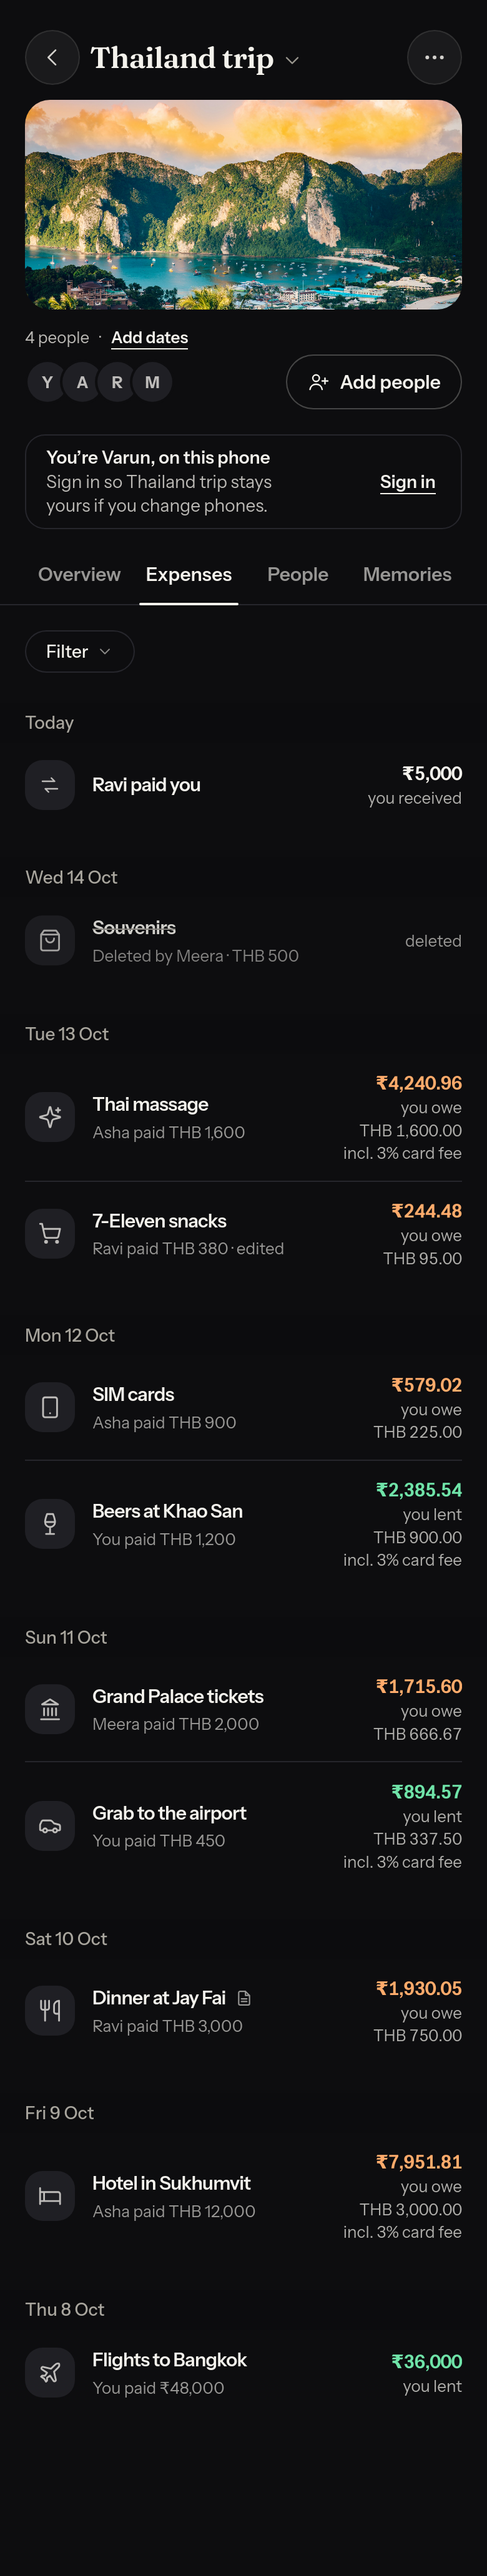 Thailand trip
4 people · Add dates
Y A R M
Add people
You’re Varun, on this phone
Sign in so Thailand trip stays
yours if you change phones.
Sign in
Overview Expenses People Memories
Filter
Today
Ravi paid you
₹5,000
you received
Wed 14 Oct
Souvenirs
Deleted by Meera · THB 500
deleted
Tue 13 Oct
Thai massage
Asha paid THB 1,600
₹4,240.96
you owe
THB 1,600.00
incl. 3% card fee
7-Eleven snacks
Ravi paid THB 380 · edited
₹244.48
you owe
THB 95.00
Mon 12 Oct
SIM cards
Asha paid THB 900
₹579.02
you owe
THB 225.00
Beers at Khao San
You paid THB 1,200
₹2,385.54
you lent
THB 900.00
incl. 3% card fee
Sun 11 Oct
Grand Palace tickets
Meera paid THB 2,000
₹1,715.60
you owe
THB 666.67
Grab to the airport
You paid THB 450
₹894.57
you lent
THB 337.50
incl. 3% card fee
Sat 10 Oct
Dinner at Jay Fai
Ravi paid THB 3,000
₹1,930.05
you owe
THB 750.00
Fri 9 Oct
Hotel in Sukhumvit
Asha paid THB 12,000
₹7,951.81
you owe
THB 3,000.00
incl. 3% card fee
Thu 8 Oct
Flights to Bangkok
You paid ₹48,000
₹36,000
you lent